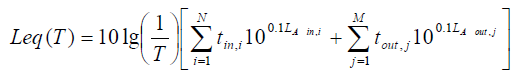 Leq(T) = 10 lg(1/T)[∑_{i=1}^{N} t_{in,i} 10^{0.1L_{A in,i}} + ∑_{j=1}^{M} t_{out,j} 10^{0.1L_{A out,j}}]